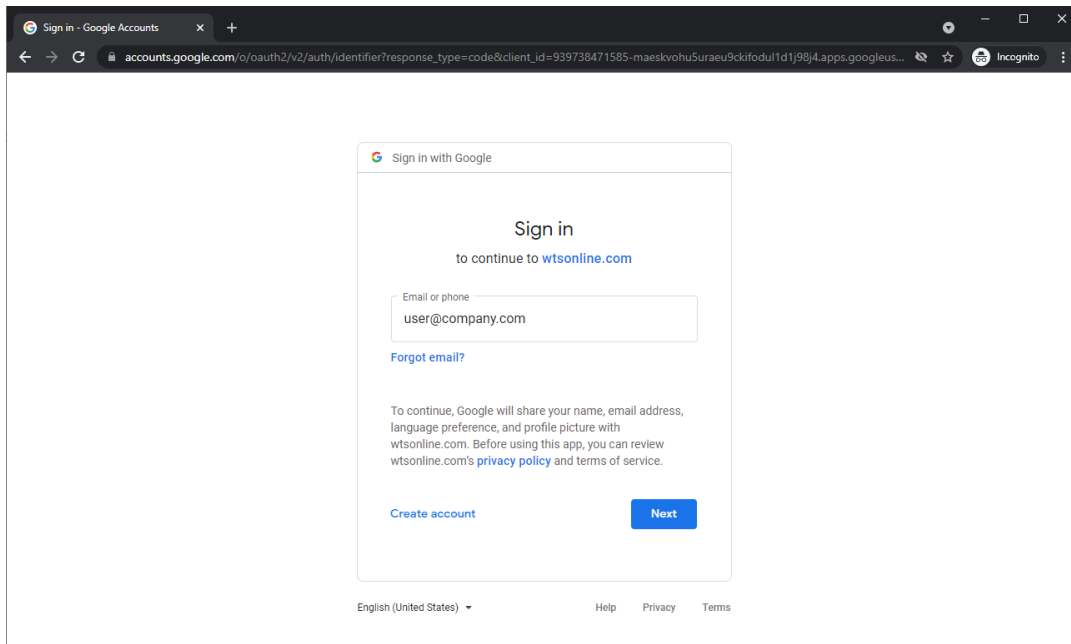 Sign in - Google Accounts
accounts.google.com/o/oauth2/v2/auth/identifier?response_type=code&client_id=939738471585-maeskvohu5uraeu9ckifodul1d1j98j4.apps.googleus...
Incognito
Sign in with Google
Sign in
to continue to wtsonline.com
Email or phone
user@company.com
Forgot email?
To continue, Google will share your name, email address,
language preference, and profile picture with
wtsonline.com. Before using this app, you can review
wtsonline.com's privacy policy and terms of service.
Create account
Next
English (United States)
Help Privacy Terms